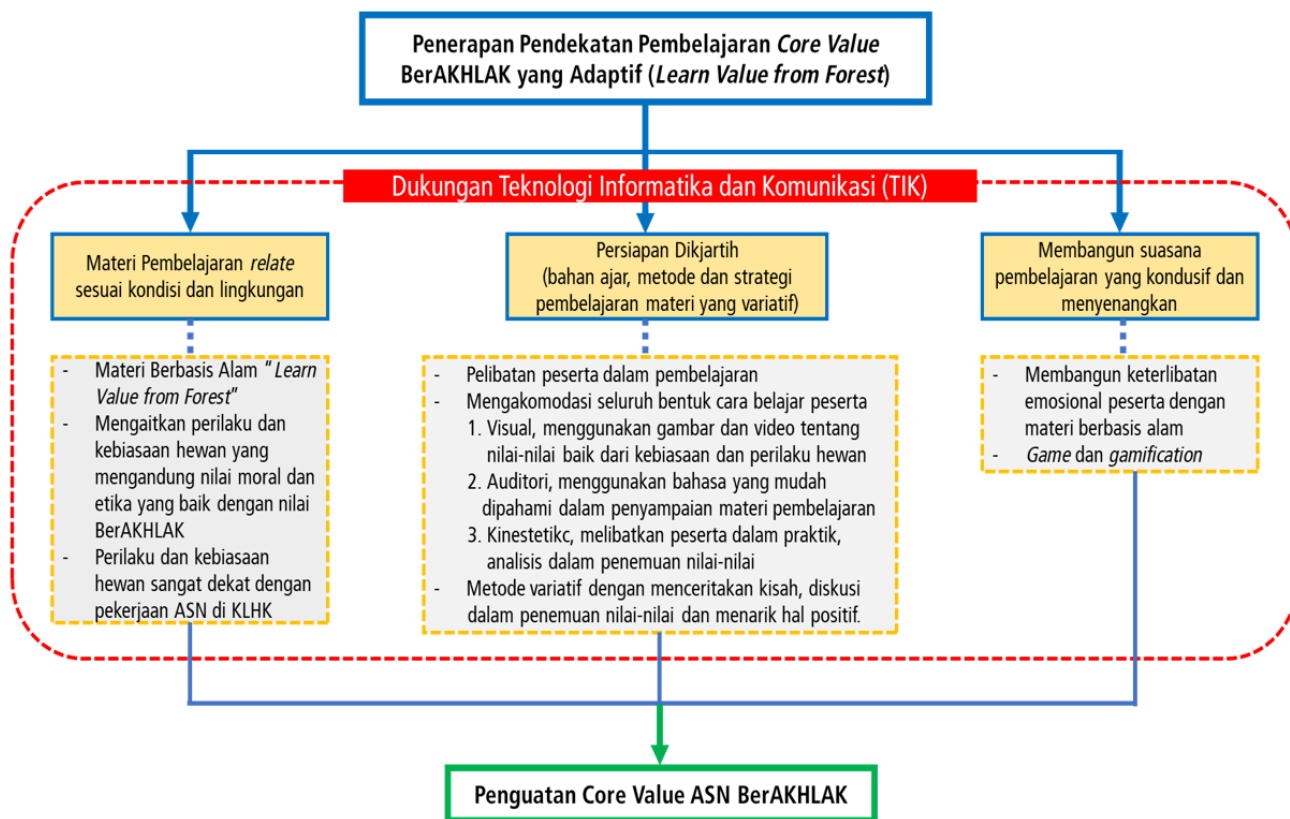 Penerapan Pendekatan Pembelajaran Core Value
BerAKHLAK yang Adaptif (Learn Value from Forest)
Dukungan Teknologi Informatika dan Komunikasi (TIK)
Materi Pembelajaran relate
sesuai kondisi dan lingkungan
- Materi Berbasis Alam "Learn
Value from Forest"
- Mengaitkan perilaku dan
kebiasaan hewan yang
mengandung nilai moral dan
etika yang baik dengan nilai
BerAKHLAK
- Perilaku dan kebiasaan
hewan sangat dekat dengan
pekerjaan ASN di KLHK
Persiapan Dikjartih
(bahan ajar, metode dan strategi
pembelajaran materi yang variatif)
- Pelibatan peserta dalam pembelajaran
- Mengakomodasi seluruh bentuk cara belajar peserta
1. Visual, menggunakan gambar dan video tentang
nilai-nilai baik dari kebiasaan dan perilaku hewan
2. Auditori, menggunakan bahasa yang mudah
dipahami dalam penyampaian materi pembelajaran
3. Kinestetikc, melibatkan peserta dalam praktik,
analisis dalam penemuan nilai-nilai
- Metode variatif dengan menceritakan kisah, diskusi
dalam penemuan nilai-nilai dan menarik hal positif.
Membangun suasana
pembelajaran yang kondusif dan
menyenangkan
- Membangun keterlibatan
emosional peserta dengan
materi berbasis alam
- Game dan gamification
Penguatan Core Value ASN BerAKHLAK